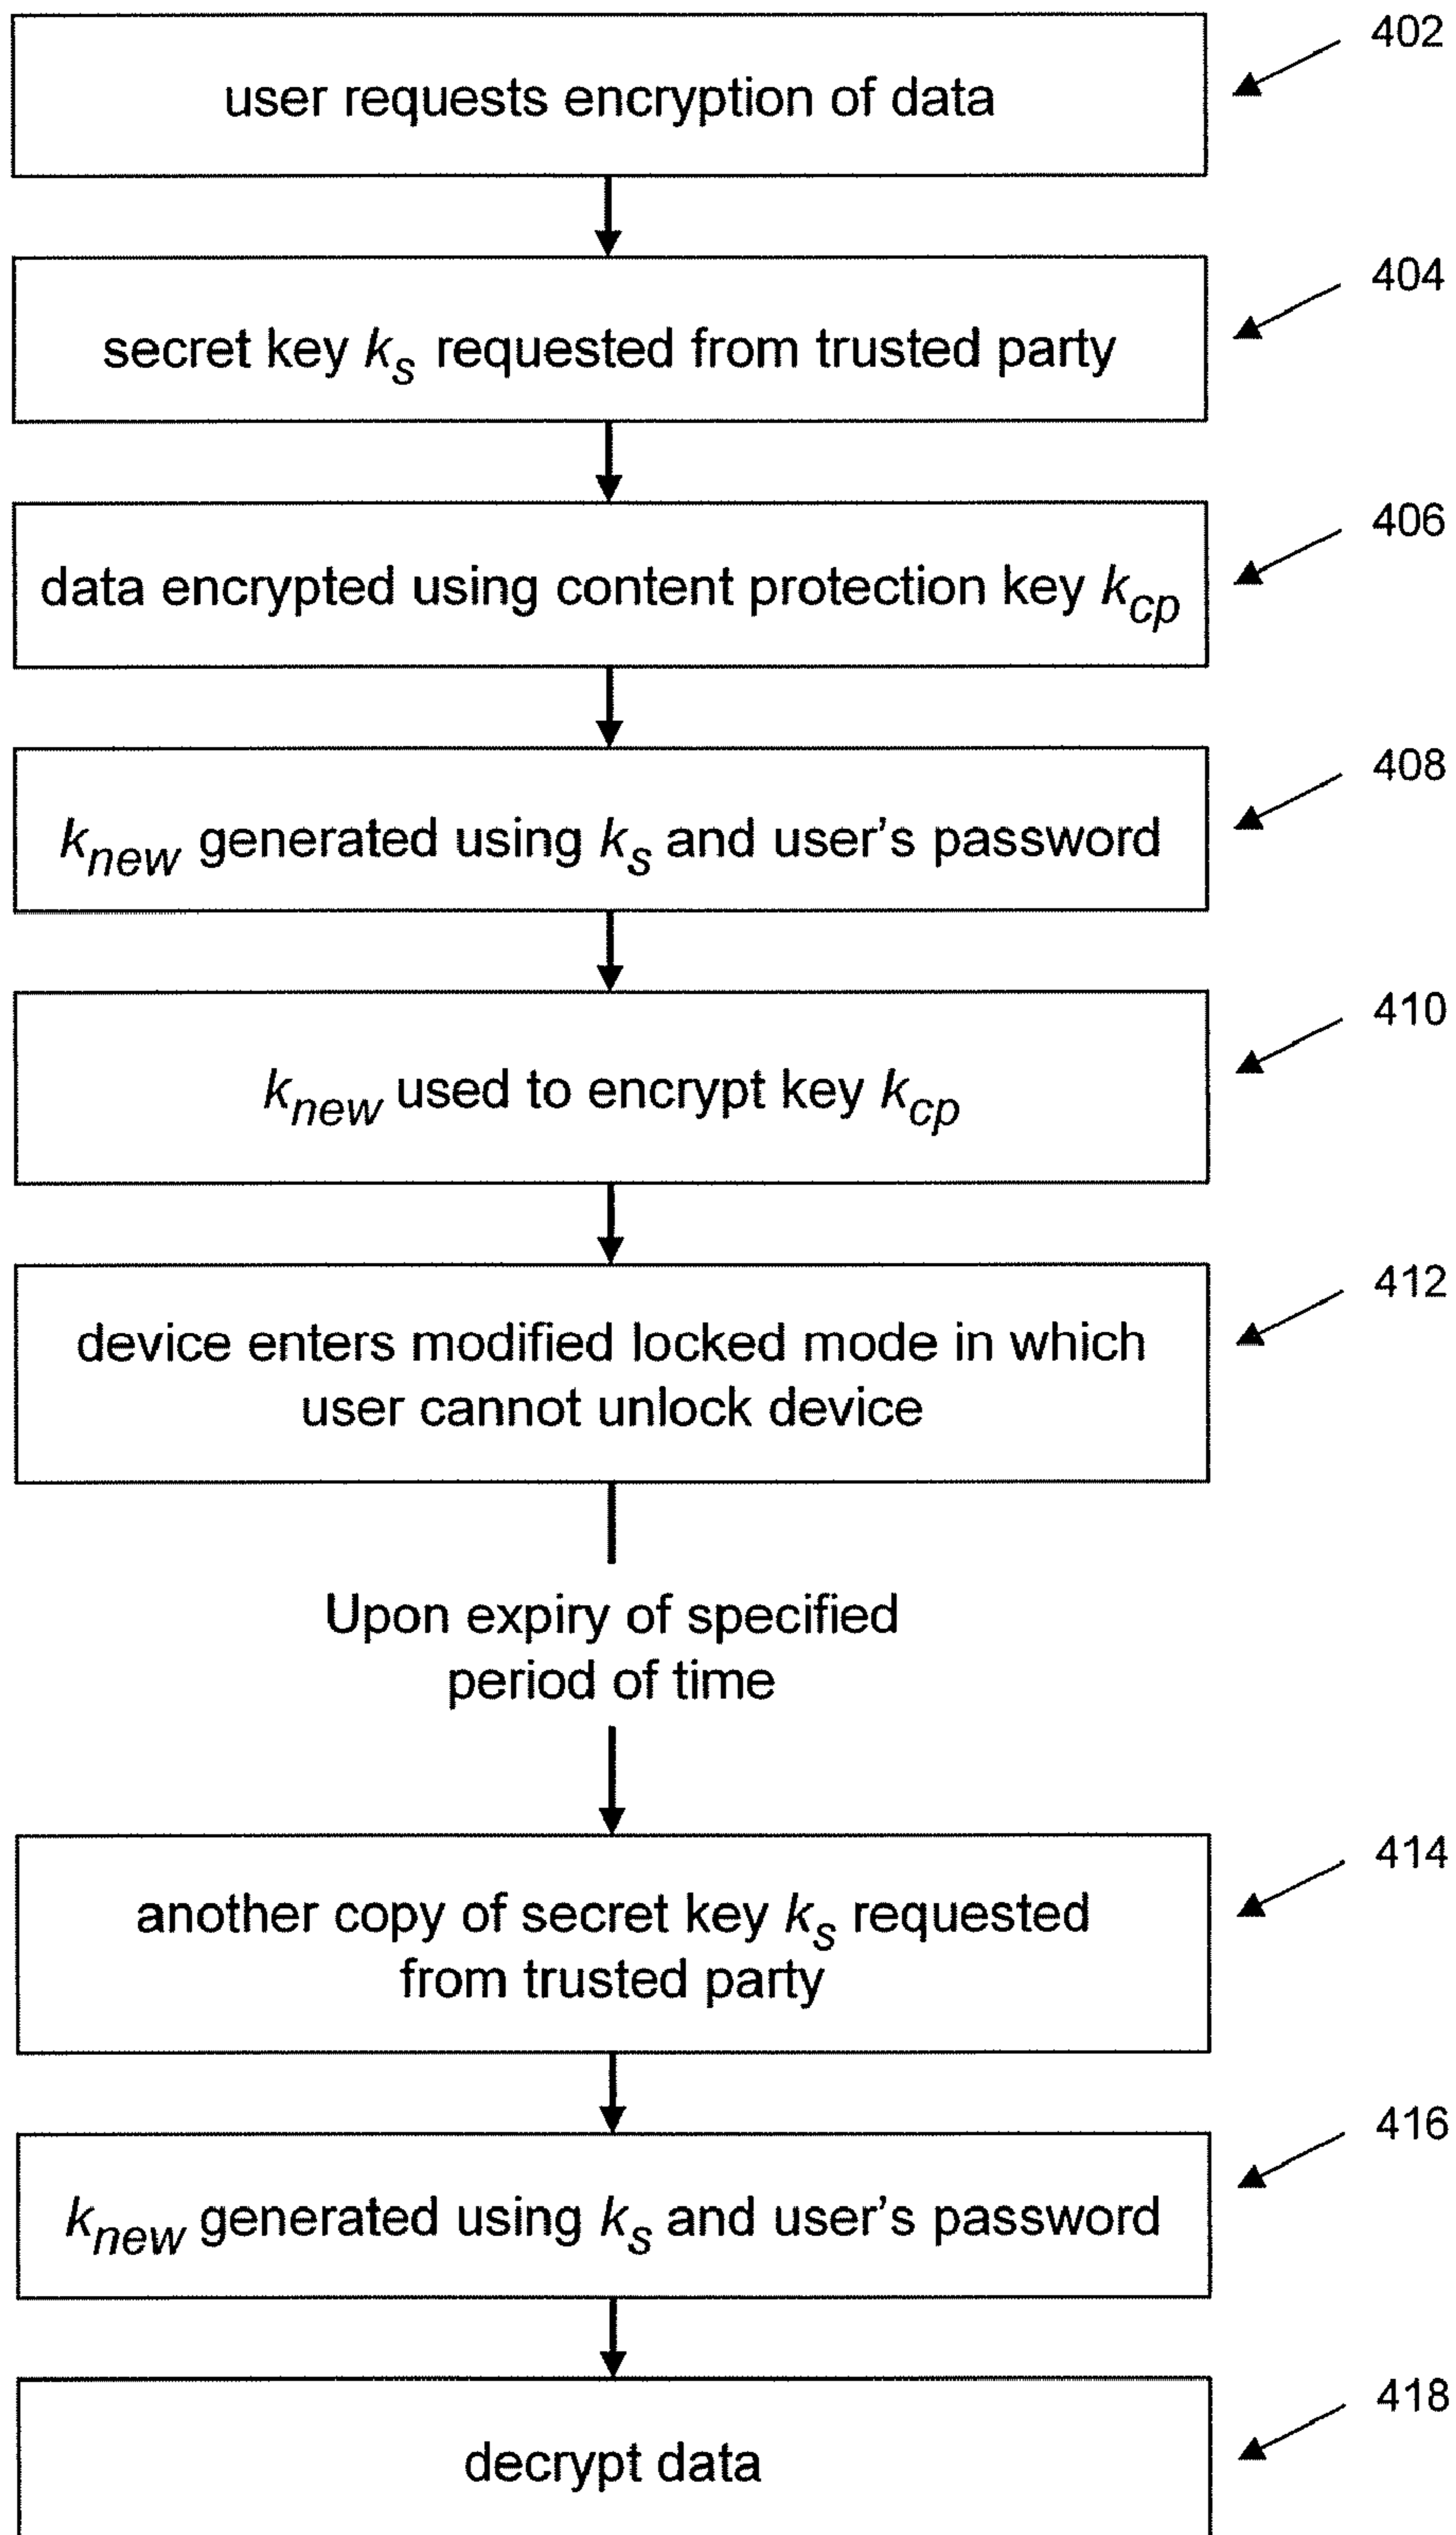 402
user requests encryption of data
404
secret key ks requested from trusted party
406
data encrypted using content protection key kcp
408
knew generated using ks and user's password
410
knew used to encrypt key kcp
412
device enters modified locked mode in which
user cannot unlock device
Upon expiry of specified
period of time
414
another copy of secret key ks requested
from trusted party
416
knew generated using ks and user's password
418
decrypt data